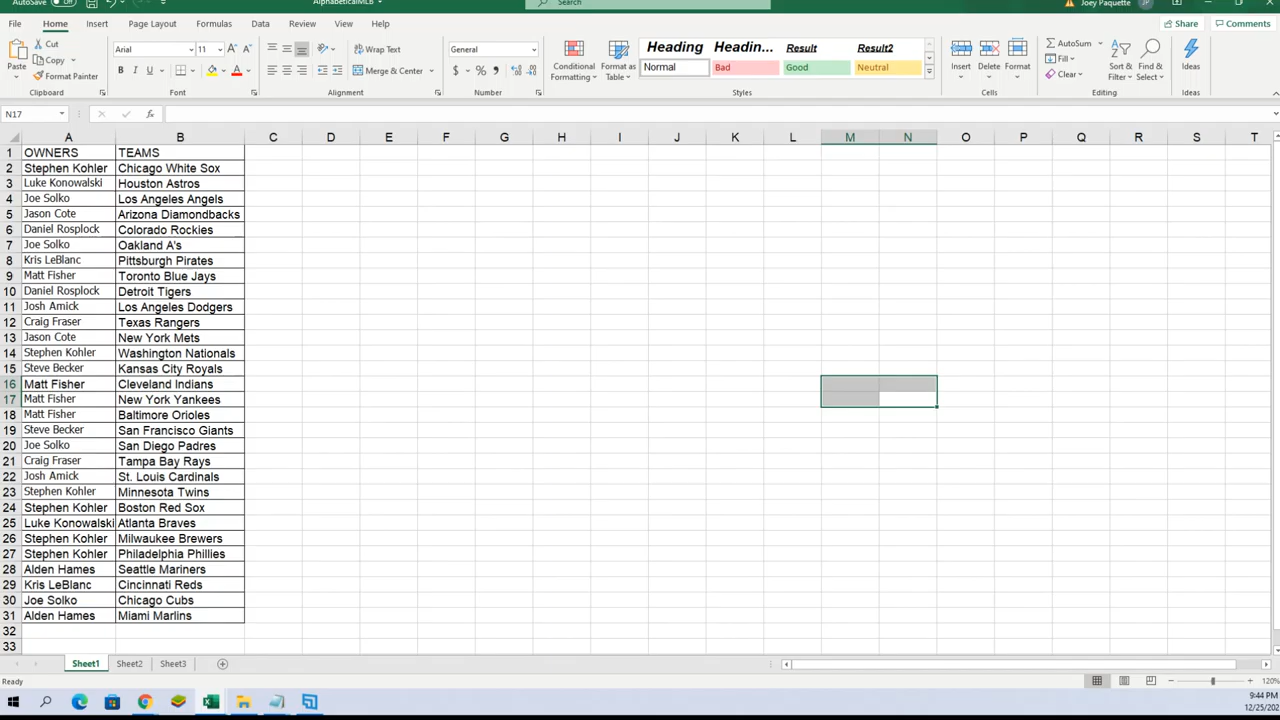 AutoSave Off AlphabeticalMLB Search Joey Paquette JP
File Home Insert Page Layout Formulas Data Review View Help Share Comments
Paste Cut Copy Format Painter Clipboard
Arial 11 A A B I U A Font
Wrap Text Merge & Center Alignment
General $ % Number
Conditional Formatting Format as Table Heading Headin... Result Result2
Normal Bad Good Neutral Styles
Insert Delete Format Cells
AutoSum Fill Clear Sort & Filter Find & Select Editing
Ideas Ideas
N17 fx
A B C D E F G H I J K L M N O P Q R S T
1 OWNERS TEAMS
2 Stephen Kohler Chicago White Sox
3 Luke Konowalski Houston Astros
4 Joe Solko Los Angeles Angels
5 Jason Cote Arizona Diamondbacks
6 Daniel Rosplock Colorado Rockies
7 Joe Solko Oakland A's
8 Kris LeBlanc Pittsburgh Pirates
9 Matt Fisher Toronto Blue Jays
10 Daniel Rosplock Detroit Tigers
11 Josh Amick Los Angeles Dodgers
12 Craig Fraser Texas Rangers
13 Jason Cote New York Mets
14 Stephen Kohler Washington Nationals
15 Steve Becker Kansas City Royals
16 Matt Fisher Cleveland Indians
17 Matt Fisher New York Yankees
18 Matt Fisher Baltimore Orioles
19 Steve Becker San Francisco Giants
20 Joe Solko San Diego Padres
21 Craig Fraser Tampa Bay Rays
22 Josh Amick St. Louis Cardinals
23 Stephen Kohler Minnesota Twins
24 Stephen Kohler Boston Red Sox
25 Luke Konowalski Atlanta Braves
26 Stephen Kohler Milwaukee Brewers
27 Stephen Kohler Philadelphia Phillies
28 Alden Hames Seattle Mariners
29 Kris LeBlanc Cincinnati Reds
30 Joe Solko Chicago Cubs
31 Alden Hames Miami Marlins
32
33
Sheet1 Sheet2 Sheet3
Ready 120%
9:44 PM
12/25/202